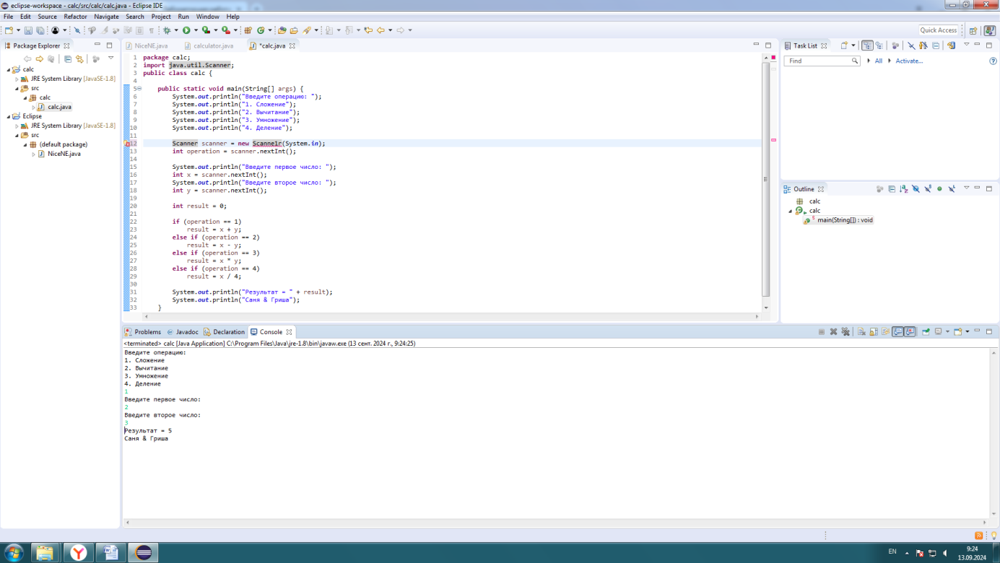 eclipse-workspace - calc/src/calc/calc.java - Eclipse IDE
File Edit Source Refactor Navigate Search Project Run Window Help
Quick Access
Package Explorer
calc
JRE System Library [JavaSE-1.8]
src
calc
calc.java
Eclipse
JRE System Library [JavaSE-1.8]
src
(default package)
NiceNE.java
NiceNE.java calculator.java *calc.java
1 package calc;
2 import java.util.Scanner;
3 public class calc {
4
5 public static void main(String[] args) {
6 System.out.println("Введите операцию: ");
7 System.out.println("1. Сложение");
8 System.out.println("2. Вычитание");
9 System.out.println("3. Умножение");
10 System.out.println("4. Деление");
11
12 Scanner scanner = new Scanne1r(System.in);
13 int operation = scanner.nextInt();
14
15 System.out.println("Введите первое число: ");
16 int x = scanner.nextInt();
17 System.out.println("Введите второе число: ");
18 int y = scanner.nextInt();
19
20 int result = 0;
21
22 if (operation == 1)
23 result = x + y;
24 else if (operation == 2)
25 result = x - y;
26 else if (operation == 3)
27 result = x * y;
28 else if (operation == 4)
29 result = x / 4;
30
31 System.out.println("Результат = " + result);
32 System.out.println("Саня & Гриша");
33 }
Task List
Find All Activate...
Outline
calc
calc
main(String[]) : void
Problems Javadoc Declaration Console
<terminated> calc [Java Application] C:\Program Files\Java\jre-1.8\bin\javaw.exe (13 сент. 2024 г., 9:24:25)
Введите операцию:
1. Сложение
2. Вычитание
3. Умножение
4. Деление
1
Введите первое число:
2
Введите второе число:
3
Результат = 5
Саня & Гриша
EN
9:24
13.09.2024